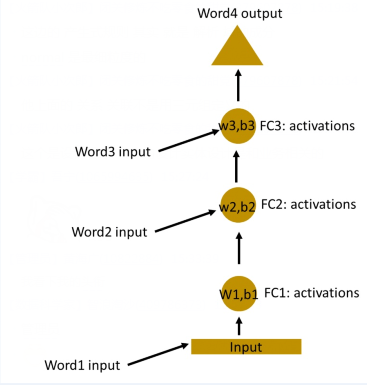 Word4 output
w3,b3 FC3: activations
Word3 input
w2,b2 FC2: activations
Word2 input
W1,b1 FC1: activations
Input
Word1 input